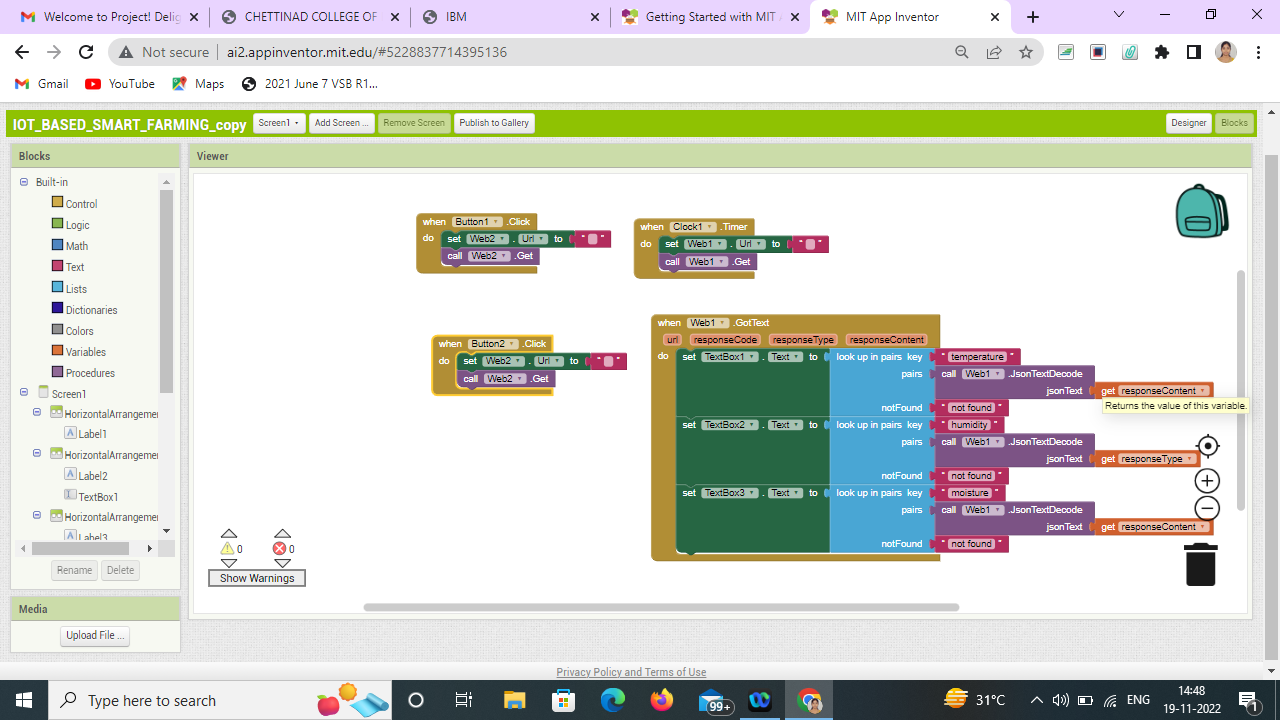 Welcome to Project! Delig
CHETTINAD COLLEGE OF
IBM
Getting Started with MIT
MIT App Inventor
Not secure
ai2.appinventor.mit.edu/#5228837714395136
Gmail
YouTube
Maps
2021 June 7 VSB R1...
IOT_BASED_SMART_FARMING_copy
Screen1
Add Screen ...
Remove Screen
Publish to Gallery
Designer
Blocks
Blocks
Viewer
Built-in
Control
Logic
Math
Text
Lists
Dictionaries
Colors
Variables
Procedures
Screen1
HorizontalArrangemen
Label1
HorizontalArrangemen
Label2
TextBox1
HorizontalArrangemen
Label3
Rename
Delete
Media
Upload File ...
when Button1 .Click
do set Web2 . Url to " "
call Web2 .Get
when Clock1 .Timer
do set Web1 . Url to " "
call Web1 .Get
when Button2 .Click
do set Web2 . Url to " "
call Web2 .Get
when Web1 .GotText
url responseCode responseType responseContent
do set TextBox1 . Text to look up in pairs key " temperature "
pairs call Web1 .JsonTextDecode
jsonText get responseContent
Returns the value of this variable.
notFound " not found "
set TextBox2 . Text to look up in pairs key " humidity "
pairs call Web1 .JsonTextDecode
jsonText get responseType
notFound " not found "
set TextBox3 . Text to look up in pairs key " moisture "
pairs call Web1 .JsonTextDecode
jsonText get responseContent
notFound " not found "
0
0
Show Warnings
Privacy Policy and Terms of Use
Type here to search
99+
31°C
ENG
14:48
19-11-2022
1